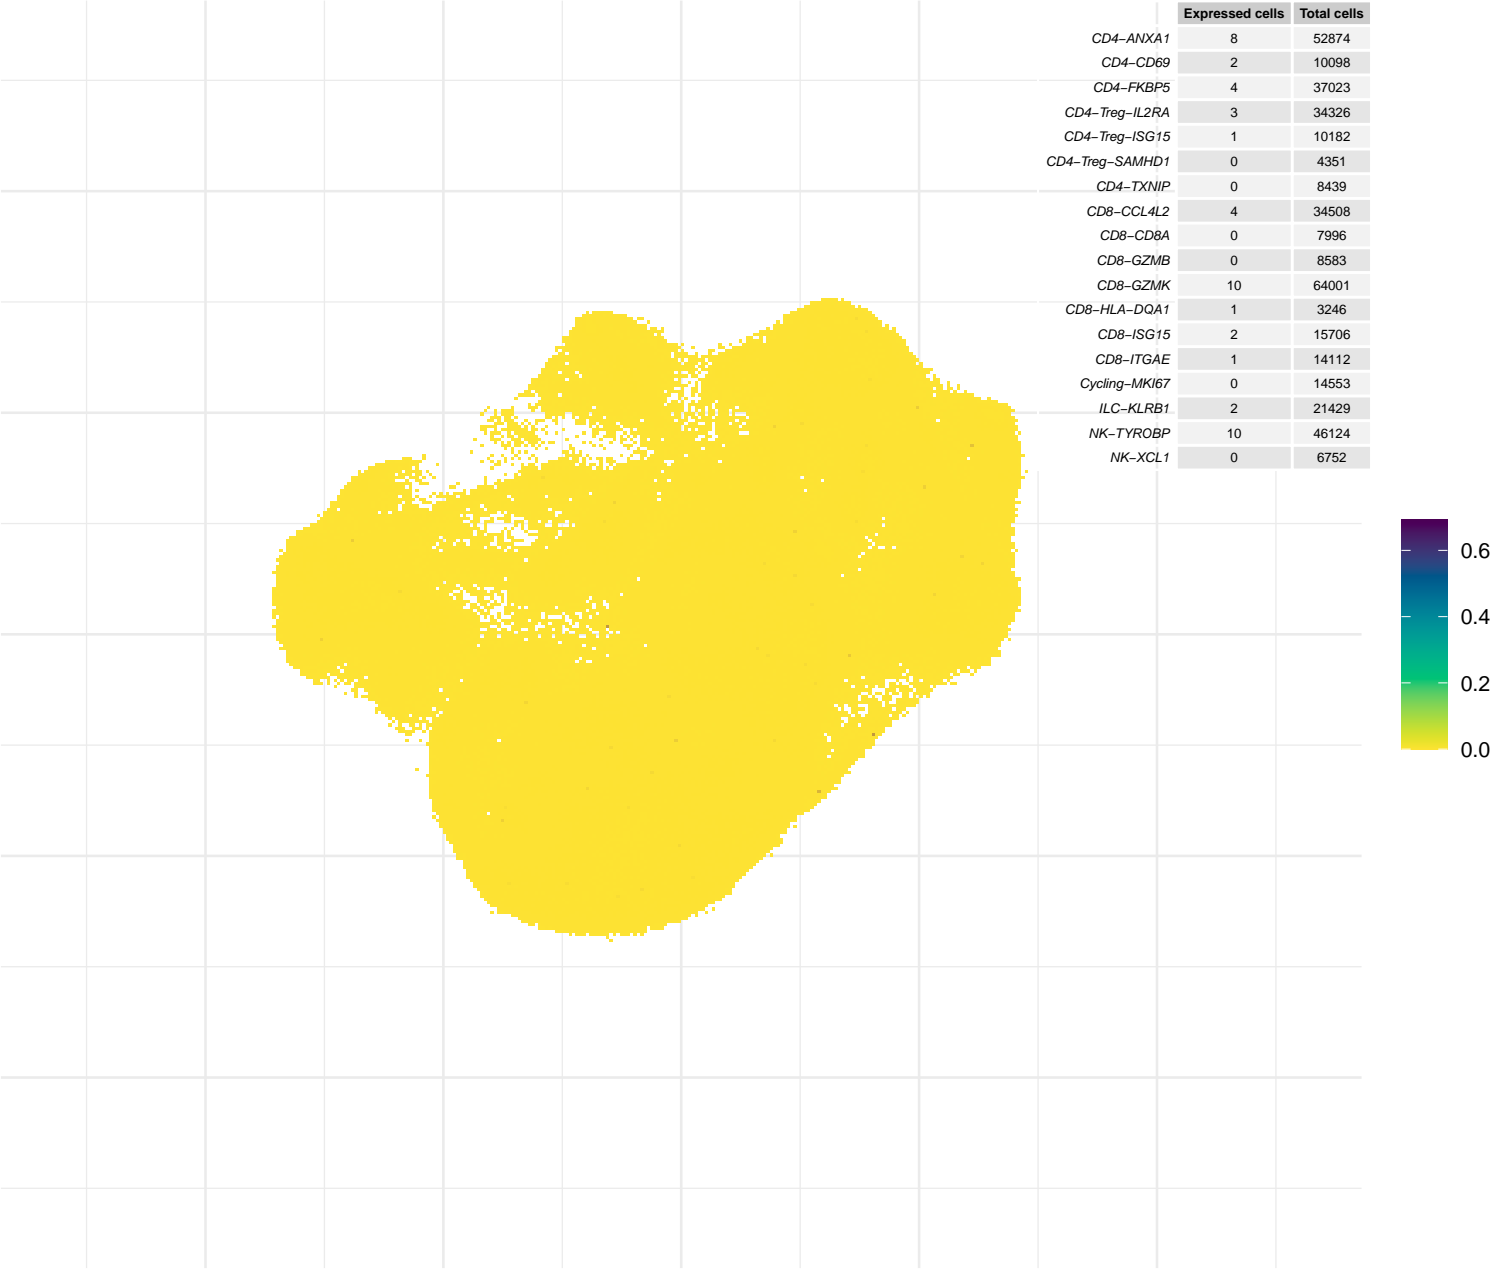 Expressed cells Total cells
CD4−ANXA1 8 52874
CD4−CD69 2 10098
CD4−FKBP5 4 37023
CD4−Treg−IL2RA 3 34326
CD4−Treg−ISG15 1 10182
CD4−Treg−SAMHD1 0 4351
CD4−TXNIP 0 8439
CD8−CCL4L2 4 34508
CD8−CD8A 0 7996
CD8−GZMB 0 8583
CD8−GZMK 10 64001
CD8−HLA−DQA1 1 3246
CD8−ISG15 2 15706
CD8−ITGAE 1 14112
Cycling−MKI67 0 14553
ILC−KLRB1 2 21429
NK−TYROBP 10 46124
NK−XCL1 0 6752
0.6
0.4
0.2
0.0